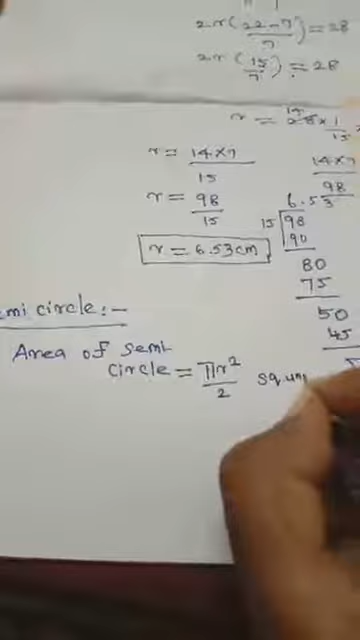 2r(22-7/7)=28
2r(15/7)=28
r = 28×1/15
14
r = 14×7/15
14×7
98
r = 98/15
6.53
15 98
90
r = 6.53cm
80
75
50
45
mi circle:-
Area of semi
circle = πr²/2 sq.un